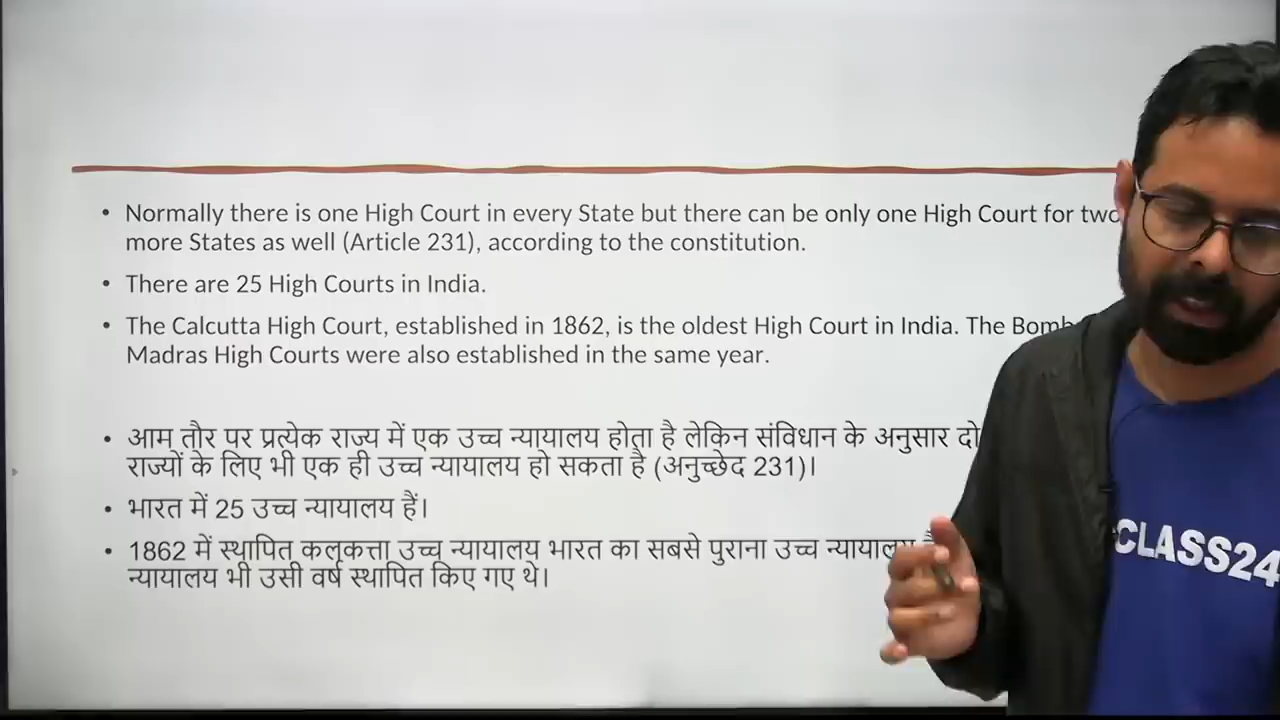 • Normally there is one High Court in every State but there can be only one High Court for two
more States as well (Article 231), according to the constitution.
• There are 25 High Courts in India.
• The Calcutta High Court, established in 1862, is the oldest High Court in India. The
Madras High Courts were also established in the same year.
• आम तौर पर प्रत्येक राज्य में एक उच्च न्यायालय होता है लेकिन संविधान के अनुसार दो
राज्यों के लिए भी एक ही उच्च न्यायालय हो सकता है (अनुच्छेद 231)।
• भारत में 25 उच्च न्यायालय हैं।
• 1862 में स्थापित कलकत्ता उच्च न्यायालय भारत का सबसे पुराना उच्च न्यायालय
न्यायालय भी उसी वर्ष स्थापित किए गए थे।
CLASS24